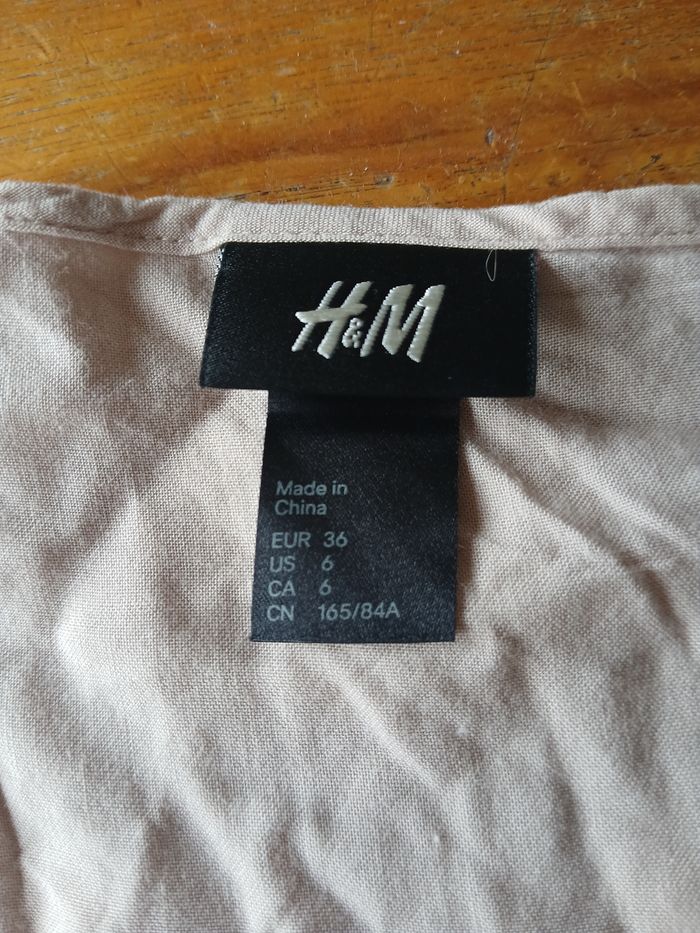 H&M
Made in
China
EUR 36
US 6
CA 6
CN 165/84A